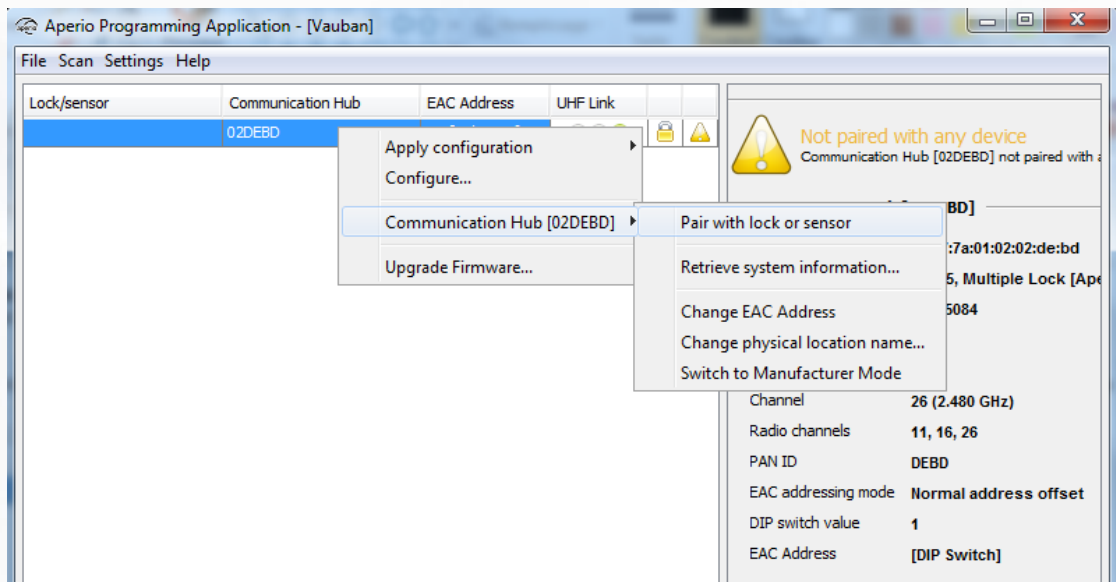 Aperio Programming Application - [Vauban]
File Scan Settings Help
Lock/sensor Communication Hub EAC Address UHF Link
02DEBD
Apply configuration
Configure...
Communication Hub [02DEBD]
Upgrade Firmware...
Pair with lock or sensor
Retrieve system information...
Change EAC Address
Change physical location name...
Switch to Manufacturer Mode
Not paired with any device
Communication Hub [02DEBD] not paired with
BD]
:7a:01:02:02:de:bd
5, Multiple Lock [Ape
5084
Channel 26 (2.480 GHz)
Radio channels 11, 16, 26
PAN ID DEBD
EAC addressing mode Normal address offset
DIP switch value 1
EAC Address [DIP Switch]